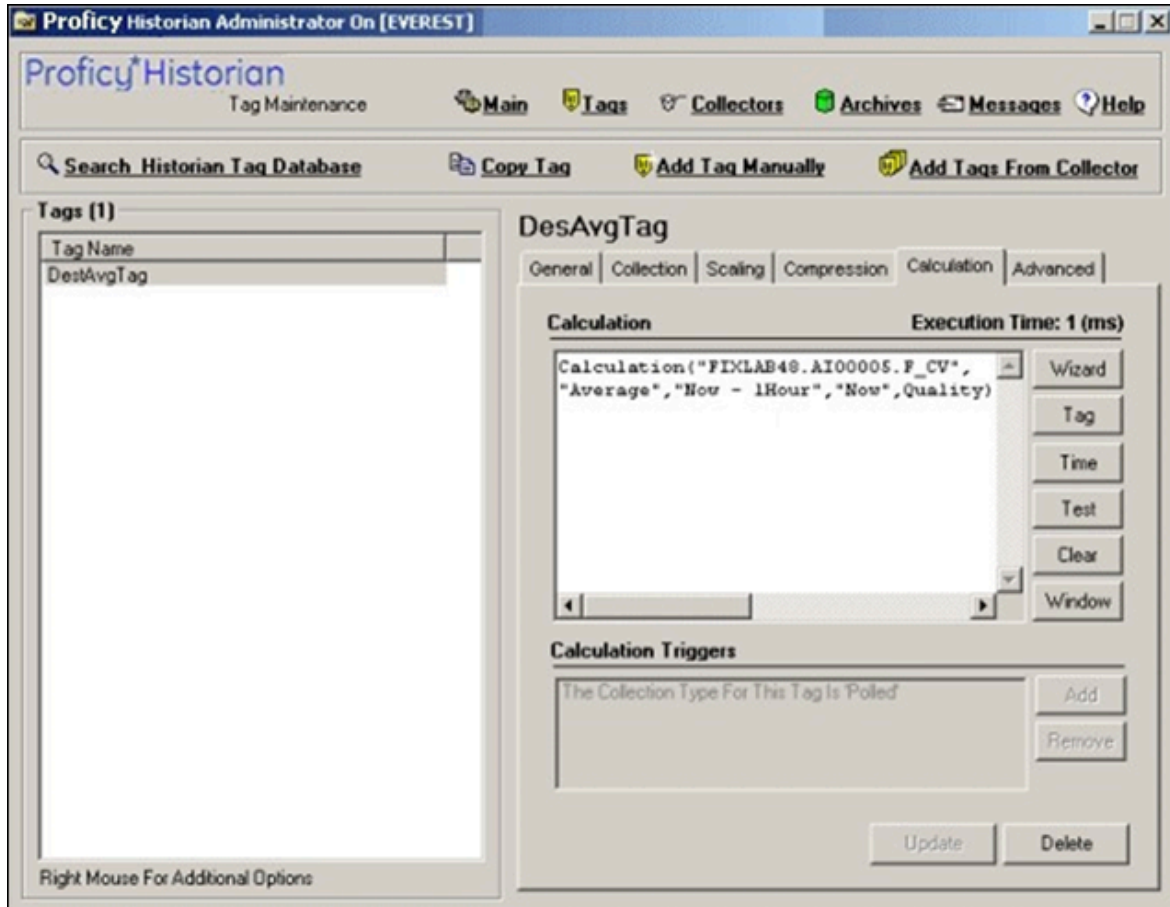 Proficy Historian Administrator On [EVEREST]
Proficy*Historian
Tag Maintenance
Main Tags Collectors Archives Messages Help
Search Historian Tag Database Copy Tag Add Tag Manually Add Tags From Collector
Tags (1)
Tag Name
DestAvgTag
Right Mouse For Additional Options
DesAvgTag
General Collection Scaling Compression Calculation Advanced
Calculation Execution Time: 1 (ms)
Calculation("FIXLAB48.AI00005.F_CV",
"Average","Now - 1Hour","Now",Quality)
Wizard
Tag
Time
Test
Clear
Window
Calculation Triggers
The Collection Type For This Tag Is 'Polled'
Add
Remove
Update Delete